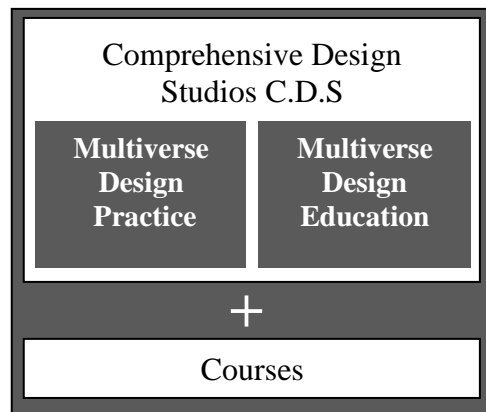 Comprehensive Design
Studios C.D.S
Multiverse
Design
Practice
Multiverse
Design
Education
+
Courses